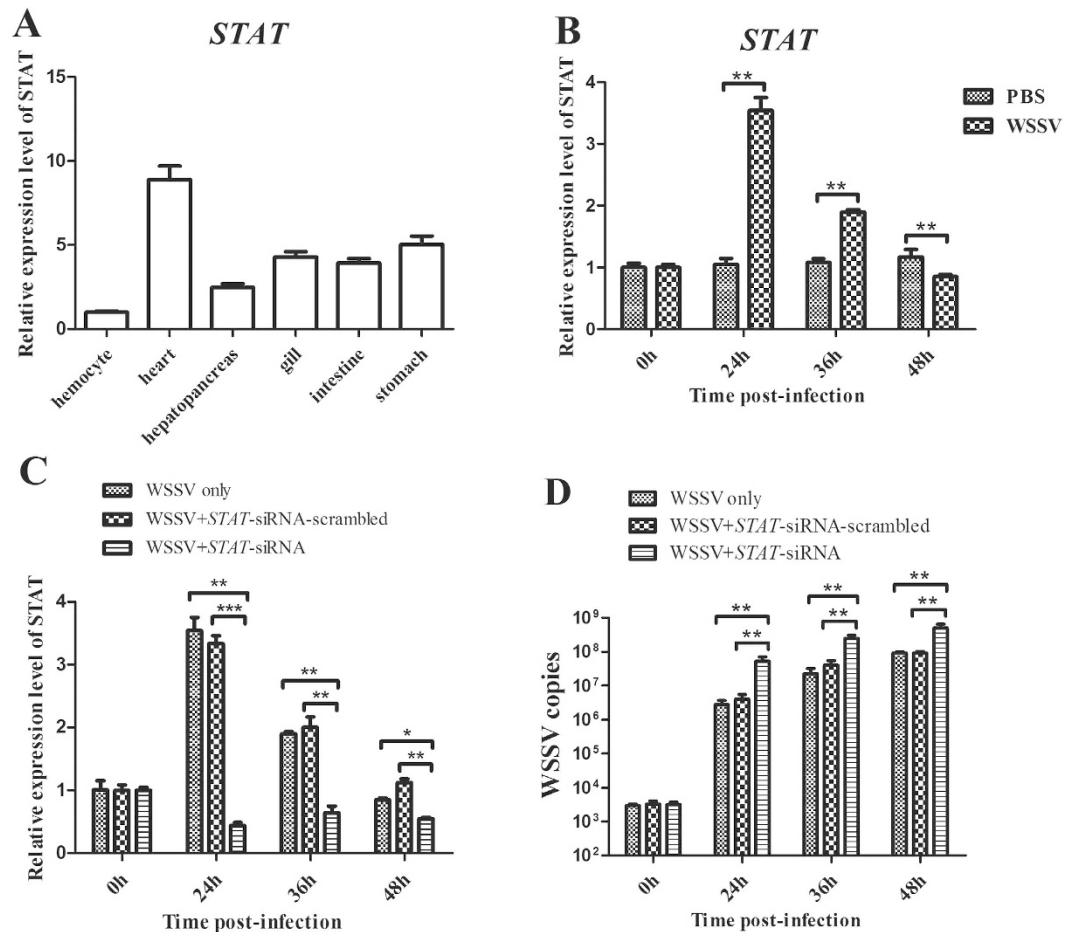 A
STAT
Relative expression level of STAT
15
10
5
0
hemocyte
heart
hepatopancreas
gill
intestine
stomach
B
STAT
Relative expression level of STAT
4
3
2
1
0
**
**
**
0h
24h
36h
48h
Time post-infection
PBS
WSSV
C
WSSV only
WSSV+STAT-siRNA-scrambled
WSSV+STAT-siRNA
Relative expression level of STAT
4
3
2
1
0
**
***
**
**
*
**
0h
24h
36h
48h
Time post-infection
D
WSSV only
WSSV+STAT-siRNA-scrambled
WSSV+STAT-siRNA
WSSV copies
10⁹
10⁸
10⁷
10⁶
10⁵
10⁴
10³
10²
**
**
**
**
**
**
0h
24h
36h
48h
Time post-infection